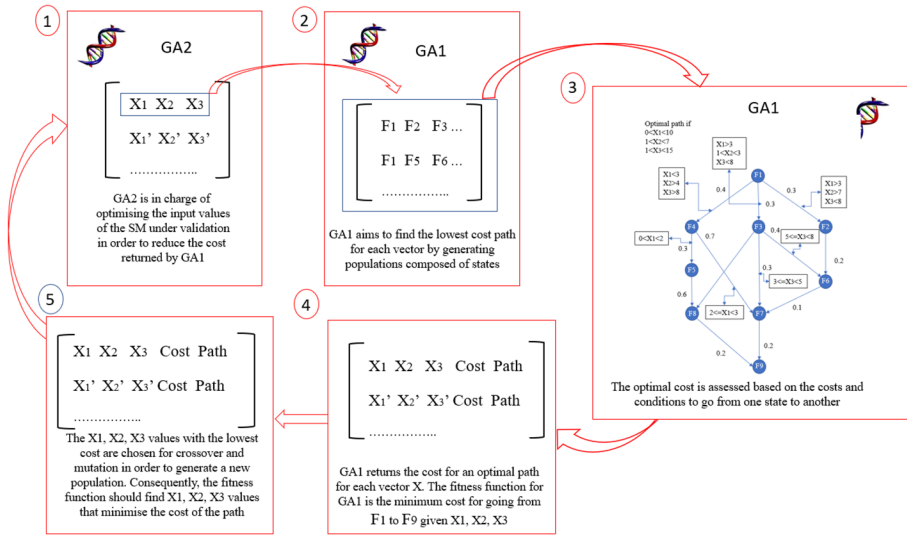 1
GA2
X1 X2 X3
X1’ X2’ X3’
……………..
GA2 is in charge of
optimising the input values
of the SM under validation
in order to reduce the cost
returned by GA1
2
GA1
F1 F2 F3 ...
F1 F5 F6 ...
……………..
GA1 aims to find the lowest cost path
for each vector by generating
populations composed of states
3
GA1
Optimal path if
0<X1<10
1<X2<7
1<X3<15
X1>3
1<X2<3
X3<8
X1<3
X2>4
X3>8
X1>3
X2>7
X3<8
F1
0.4
0.3
0.3
F4
F3
F2
0<X1<2
0.7
0.4
5<=X3<8
0.3
0.2
F5
0.3
3<=X3<5
F6
0.6
2<=X1<3
0.1
F8
F7
0.2
0.2
F9
The optimal cost is assessed based on the costs and
conditions to go from one state to another
4
X1 X2 X3 Cost Path
X1’ X2’ X3’ Cost Path
……………..
GA1 returns the cost for an optimal path
for each vector X. The fitness function for
GA1 is the minimum cost for going from
F1 to F9 given X1, X2, X3
5
X1 X2 X3 Cost Path
X1’ X2’ X3’ Cost Path
……………..
The X1, X2, X3 values with the lowest
cost are chosen for crossover and
mutation in order to generate a new
population. Consequently, the fitness
function should find X1, X2, X3 values
that minimise the cost of the path